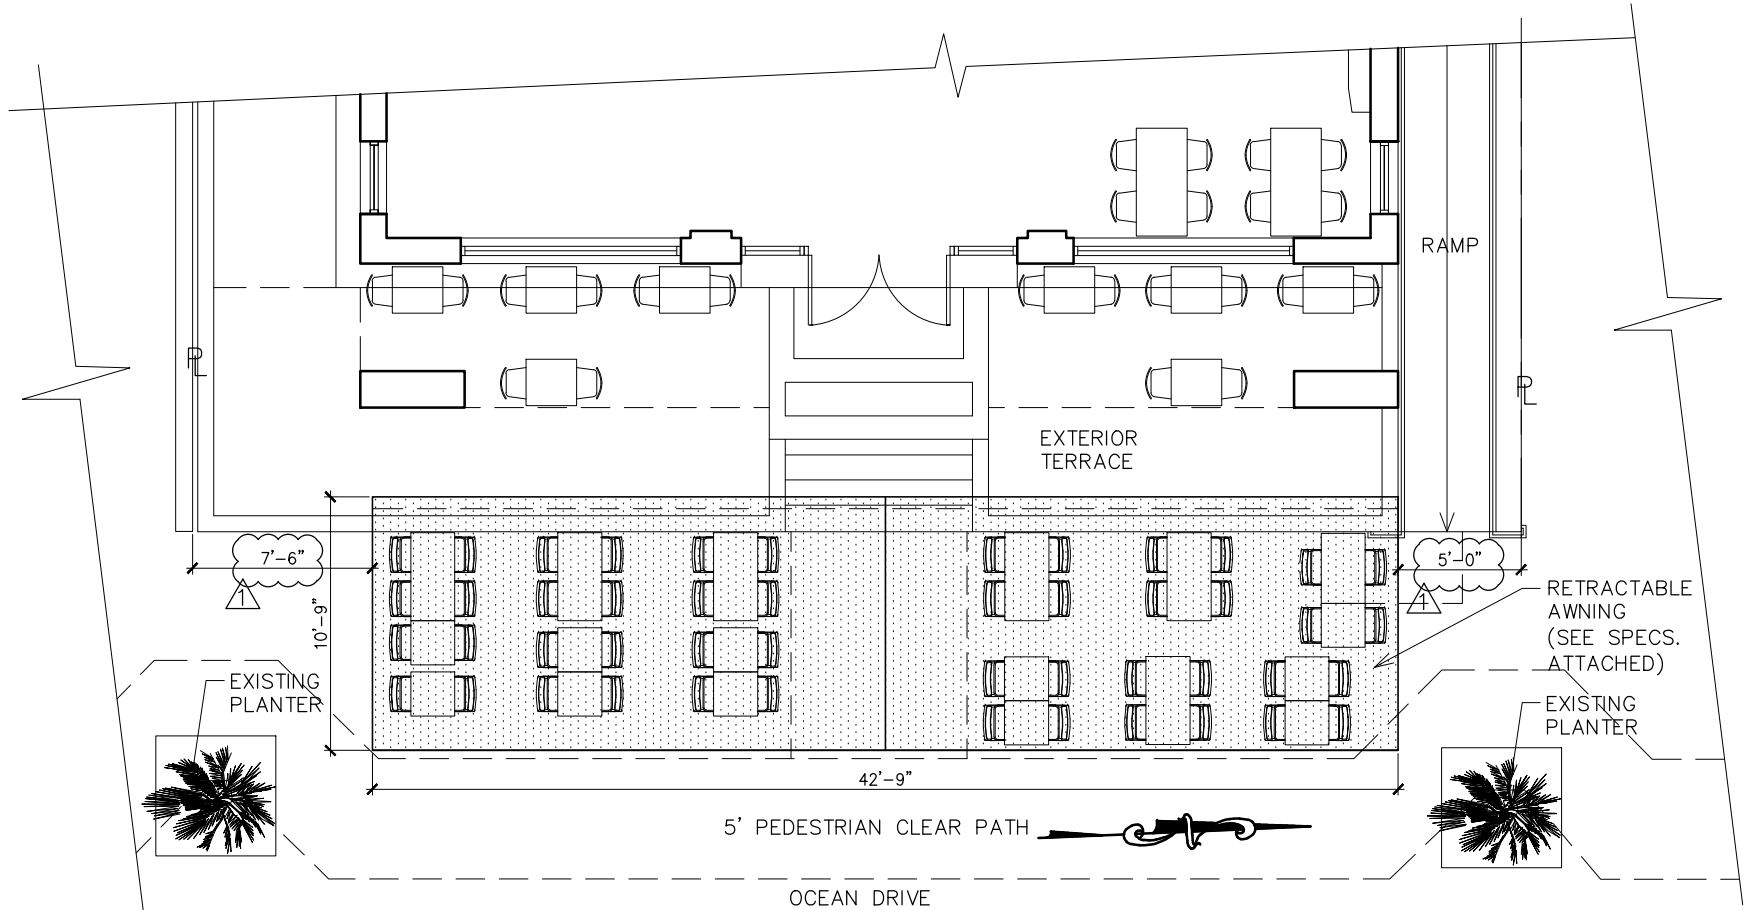 RAMP
PL
PL
EXTERIOR
TERRACE
7'-6"
1
10'-9"
5'-0"
1
RETRACTABLE
AWNING
(SEE SPECS.
ATTACHED)
EXISTING
PLANTER
EXISTING
PLANTER
42'-9"
5' PEDESTRIAN CLEAR PATH
OCEAN DRIVE